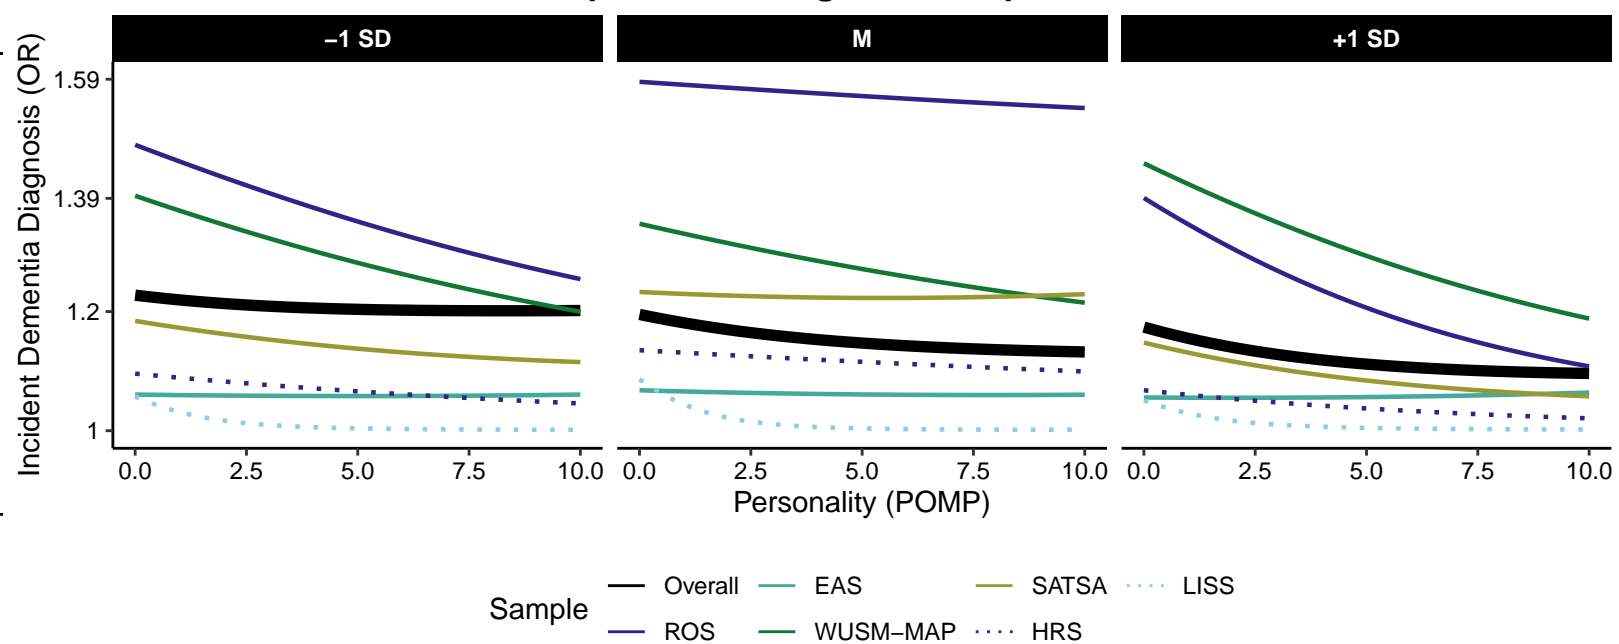 −1 SD
M
+1 SD
Incident Dementia Diagnosis (OR)
1.59
1.39
1.2
1
0.0 2.5 5.0 7.5 10.0
0.0 2.5 5.0 7.5 10.0
0.0 2.5 5.0 7.5 10.0
Personality (POMP)
Sample
Overall EAS SATSA LISS
ROS WUSM−MAP HRS